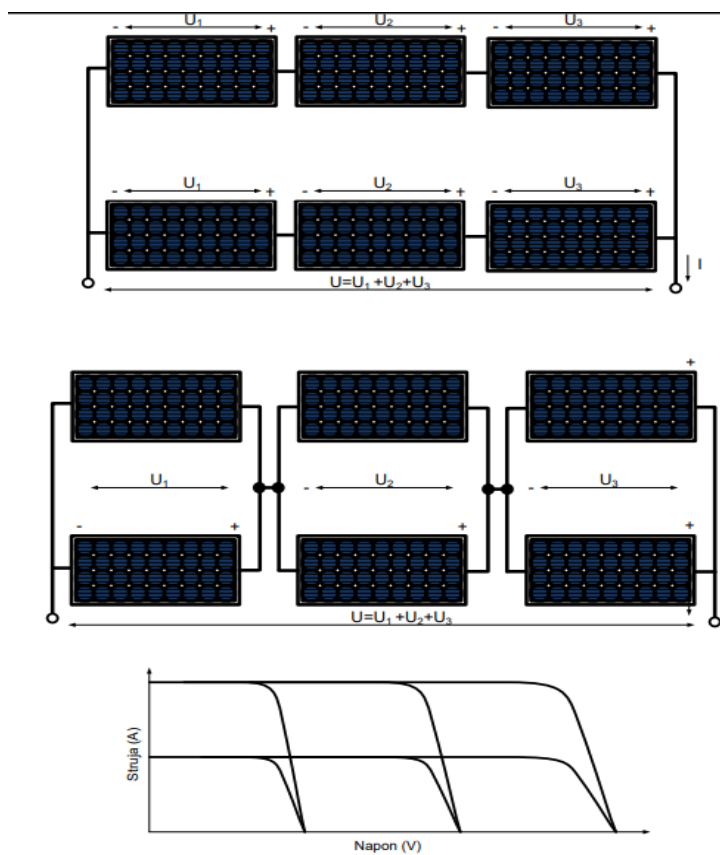 U1 U2 U3
- + - + - +
U1 U2 U3
- + - + - +
I
U=U1 +U2+U3
+
U1 U2 U3
- -
- + + +
U=U1 +U2+U3
Struja (A)
Napon (V)